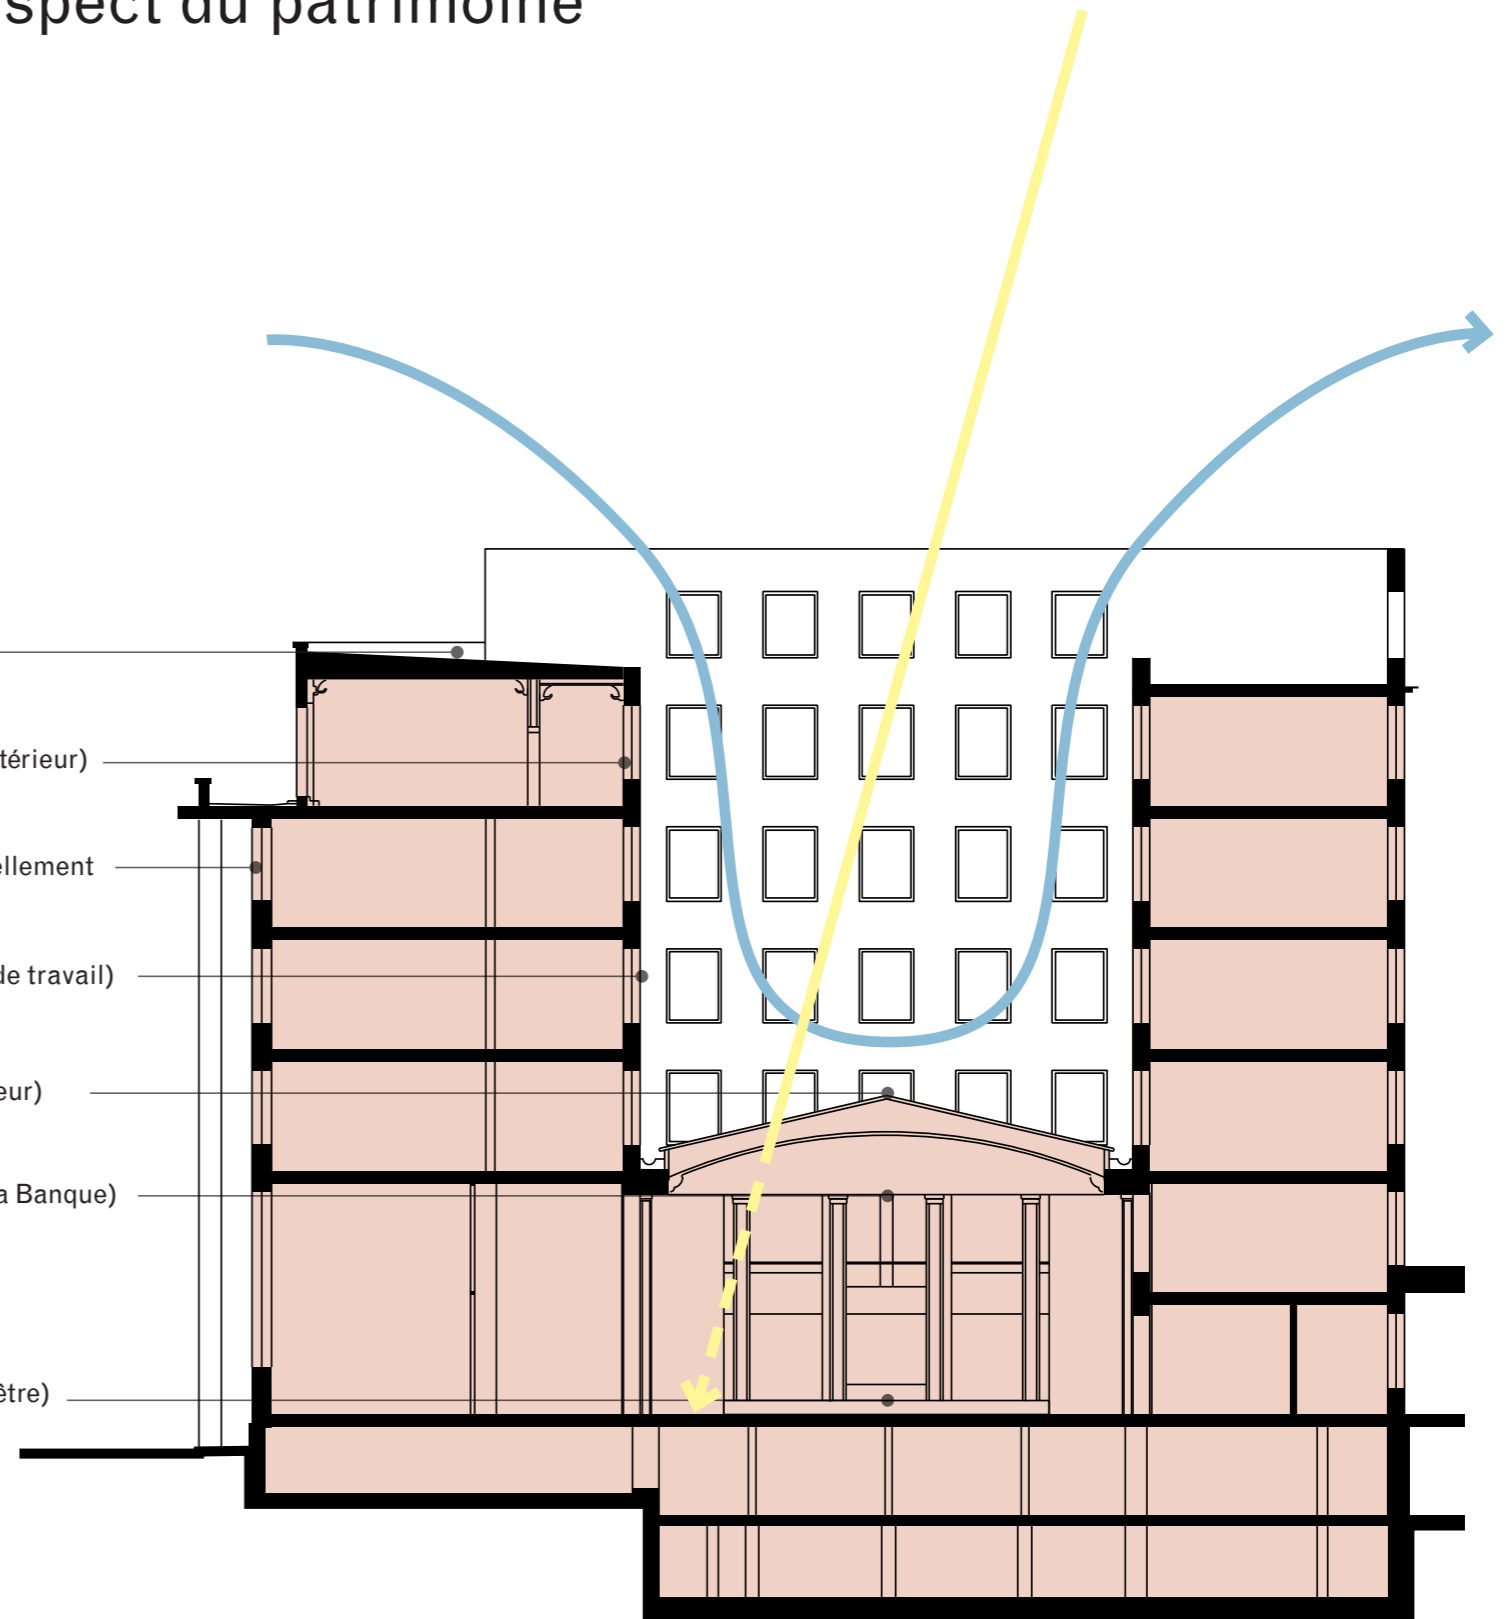 spect du patrimoine
térieur)
ellement
de travail)
eur)
a Banque)
être)